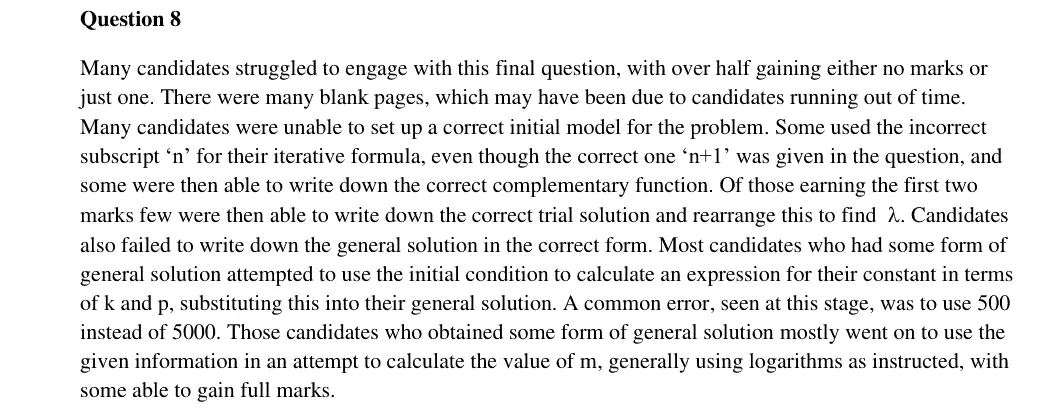 Question 8
Many candidates struggled to engage with this final question, with over half gaining either no marks or
just one. There were many blank pages, which may have been due to candidates running out of time.
Many candidates were unable to set up a correct initial model for the problem. Some used the incorrect
subscript ‘n’ for their iterative formula, even though the correct one ‘n+1’ was given in the question, and
some were then able to write down the correct complementary function. Of those earning the first two
marks few were then able to write down the correct trial solution and rearrange this to find λ. Candidates
also failed to write down the general solution in the correct form. Most candidates who had some form of
general solution attempted to use the initial condition to calculate an expression for their constant in terms
of k and p, substituting this into their general solution. A common error, seen at this stage, was to use 500
instead of 5000. Those candidates who obtained some form of general solution mostly went on to use the
given information in an attempt to calculate the value of m, generally using logarithms as instructed, with
some able to gain full marks.